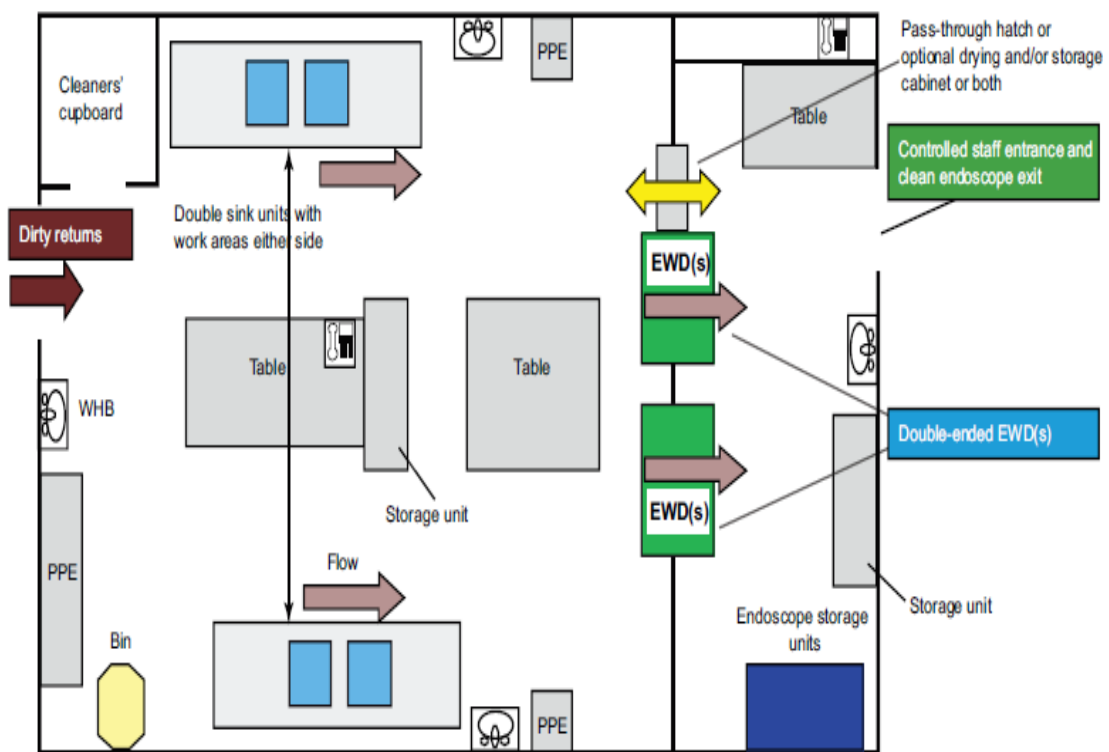 Cleaners'
cupboard
PPE
Pass-through hatch or
optional drying and/or storage
cabinet or both
Table
Controlled staff entrance and
clean endoscope exit
Dirty returns
Double sink units with
work areas either side
EWD(s)
Table
Table
WHB
Double-ended EWD(s)
Storage unit
EWD(s)
PPE
Flow
Storage unit
Bin
Endoscope storage
units
PPE